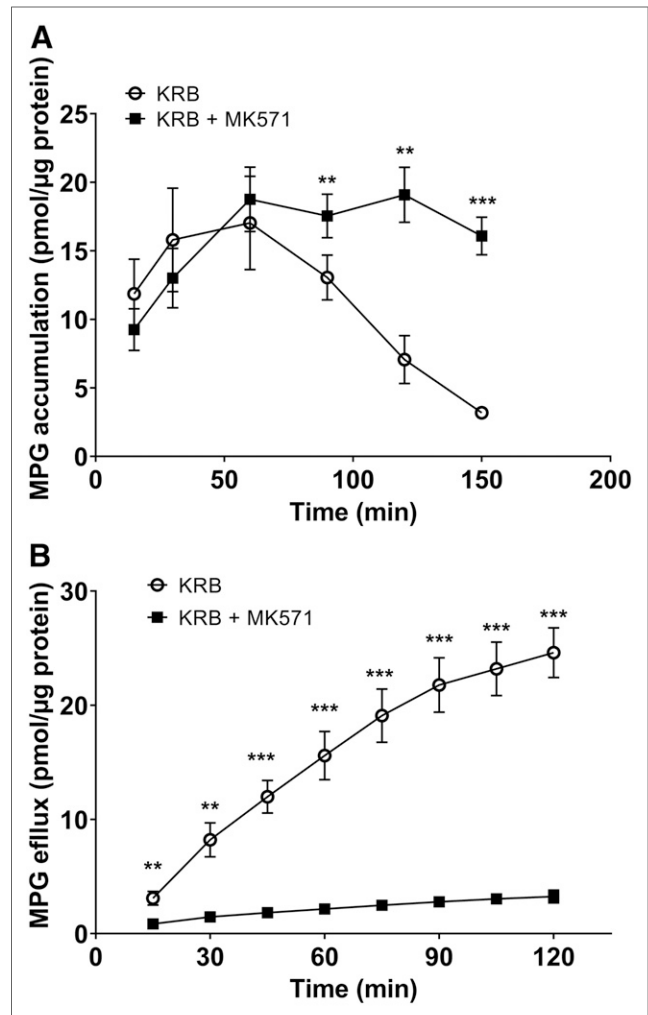 A
KRB
KRB + MK571
MPG accumulation (pmol/µg protein)
25
20
15
10
5
0
** ** ***
0 50 100 150 200
Time (min)
B
KRB
KRB + MK571
MPG efllux (pmol/µg protein)
30
20
10
0
** ** *** *** *** *** *** ***
0 30 60 90 120
Time (min)